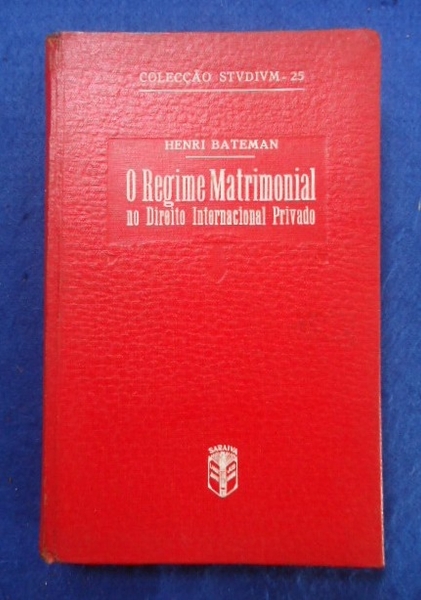 COLECÇÃO STVDIVM - 25
HENRI BATEMAN
O Regime Matrimonial
no Direito Internacional Privado
SARAIVA